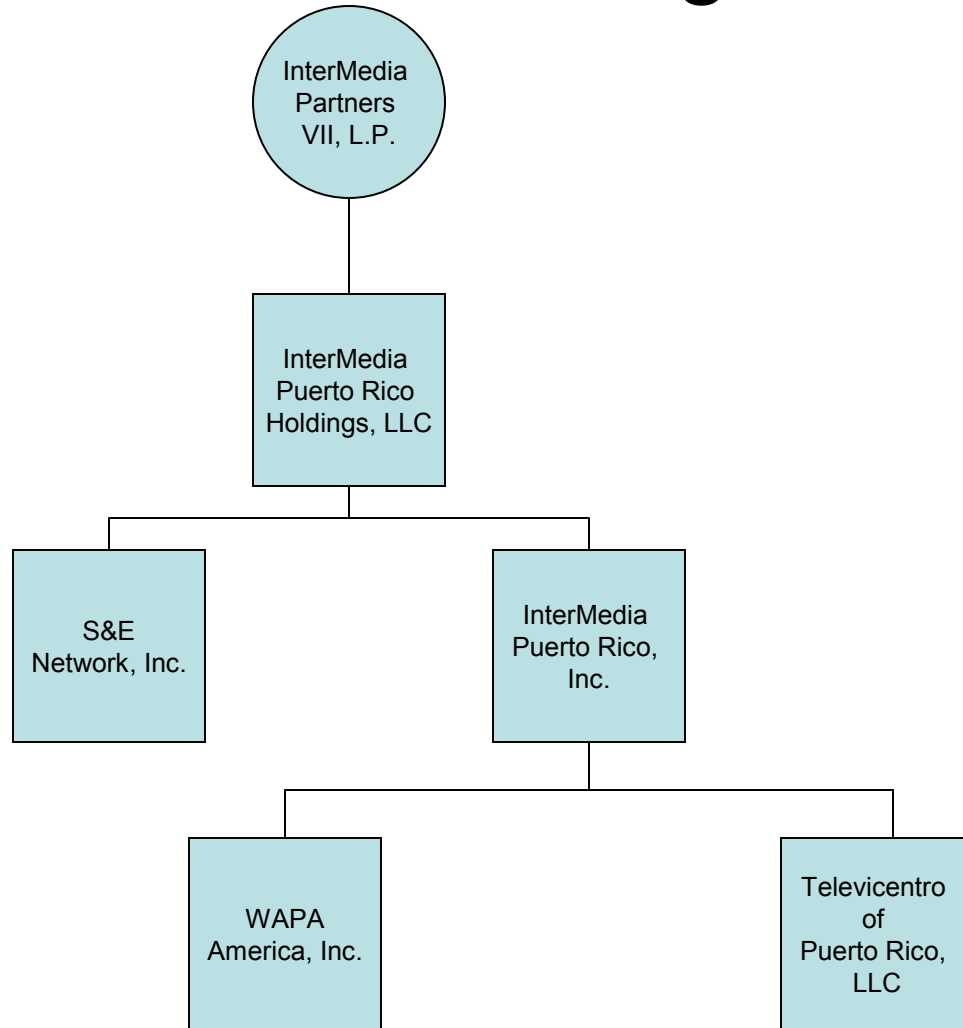 InterMedia
Partners
VII, L.P.
InterMedia
Puerto Rico
Holdings, LLC
S&E
Network, Inc.
InterMedia
Puerto Rico,
Inc.
WAPA
America, Inc.
Televicentro
of
Puerto Rico,
LLC